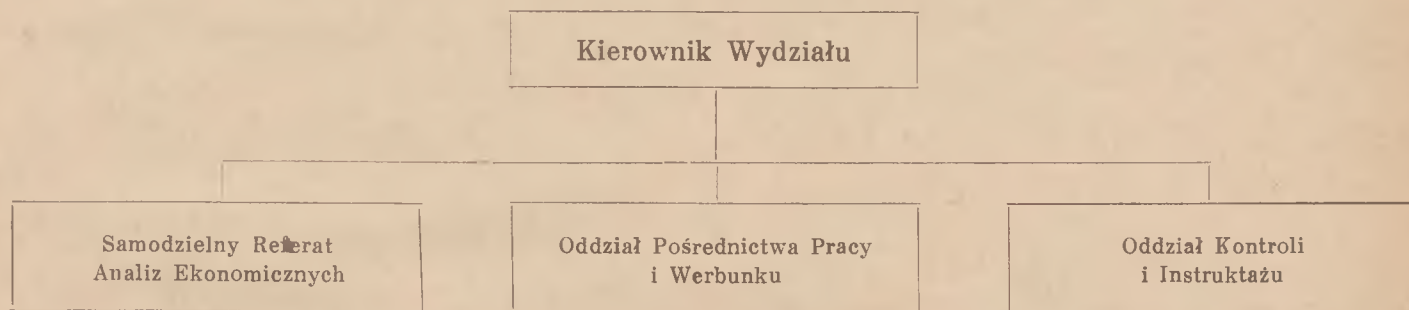 Kierownik Wydziału
Samodzielny Referat
Analiz Ekonomicznych
Oddział Pośrednictwa Pracy
i Werbunku
Oddział Kontroli
i Instruktażu